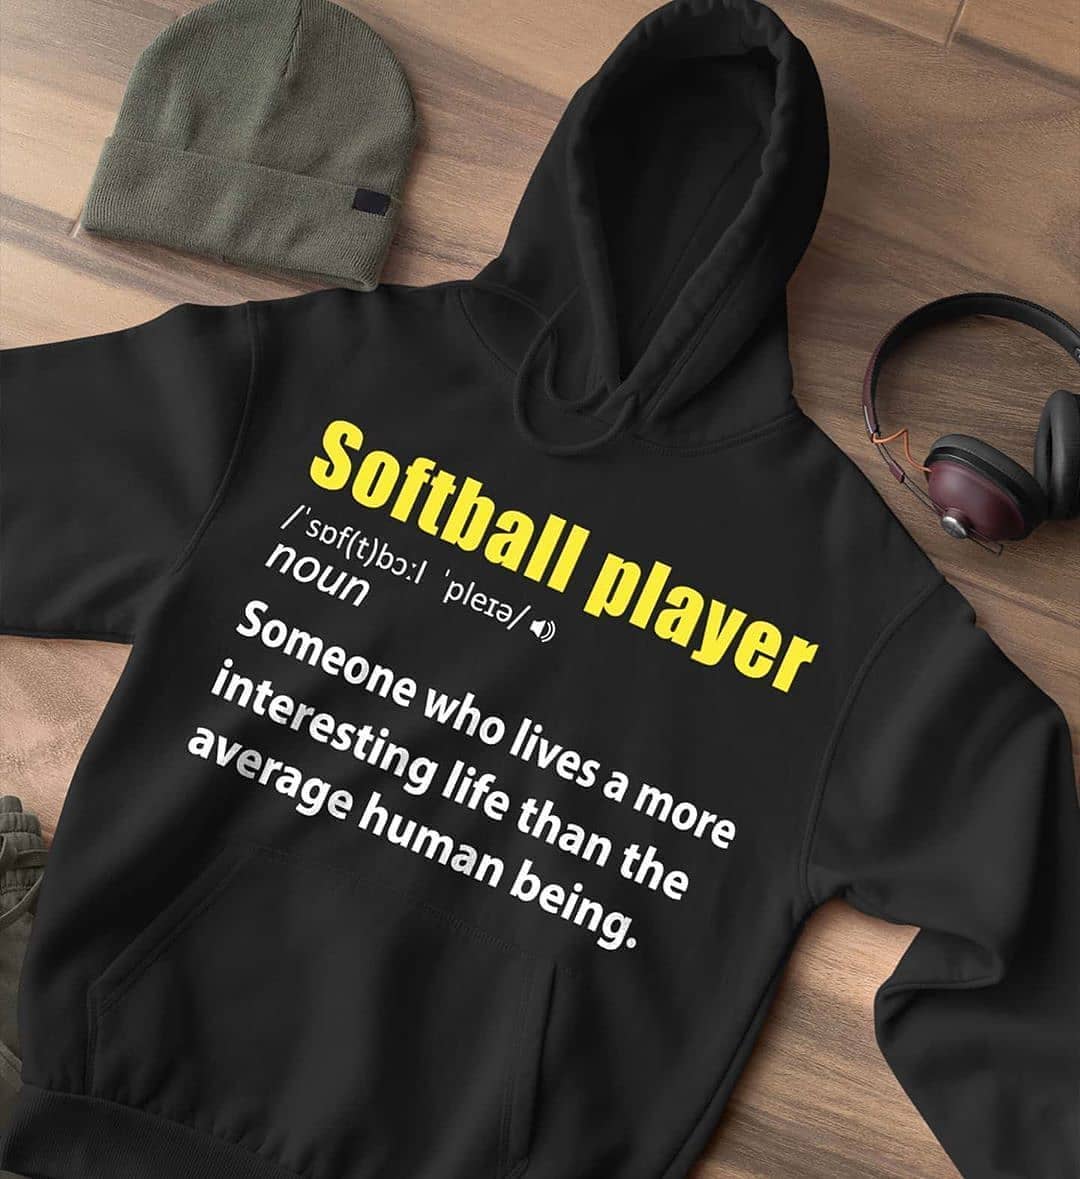 Softball player
/ˈsɒf(t)bɔːl ˈpleɪə/
noun
Someone who lives a more
interesting life than the
average human being.